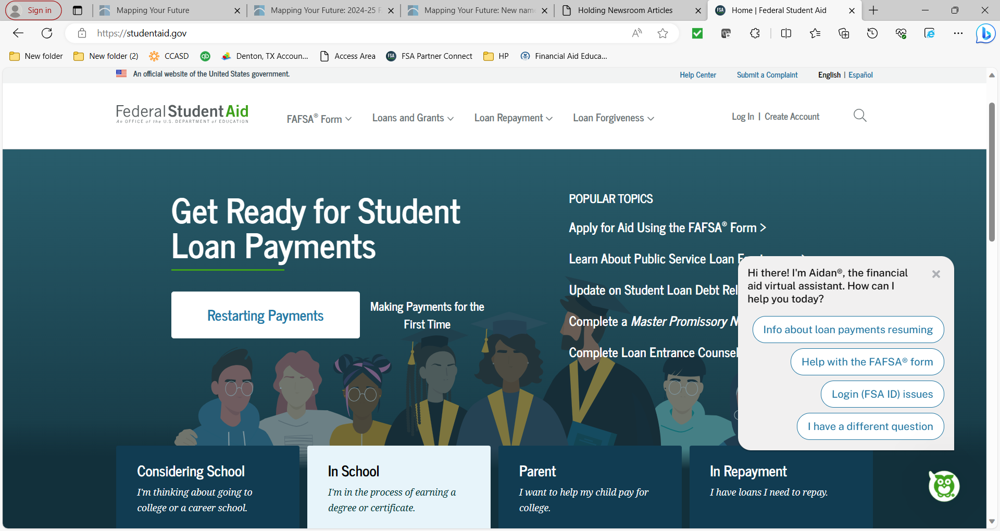 Sign in
Mapping Your Future
Mapping Your Future: 2024-25 F
Mapping Your Future: New nam
Holding Newsroom Articles
Home | Federal Student Aid
https://studentaid.gov
New folder
New folder (2)
CCASD
qb
Denton, TX Accoun...
Access Area
FSA
FSA Partner Connect
HP
Financial Aid Educa...
An official website of the United States government.
Help Center
Submit a Complaint
English | Español
Federal Student Aid
An OFFICE of the U.S. DEPARTMENT of EDUCATION
FAFSA® Form
Loans and Grants
Loan Repayment
Loan Forgiveness
Log In | Create Account
Get Ready for Student
Loan Payments
Restarting Payments
Making Payments for the
First Time
POPULAR TOPICS
Apply for Aid Using the FAFSA® Form >
Learn About Public Service Loan
Update on Student Loan Debt Rel
Complete a Master Promissory N
Complete Loan Entrance Counsel
Hi there! I'm Aidan®, the financial
aid virtual assistant. How can I
help you today?
Info about loan payments resuming
Help with the FAFSA® form
Login (FSA ID) issues
I have a different question
Considering School
I'm thinking about going to
college or a career school.
In School
I'm in the process of earning a
degree or certificate.
Parent
I want to help my child pay for
college.
In Repayment
I have loans I need to repay.